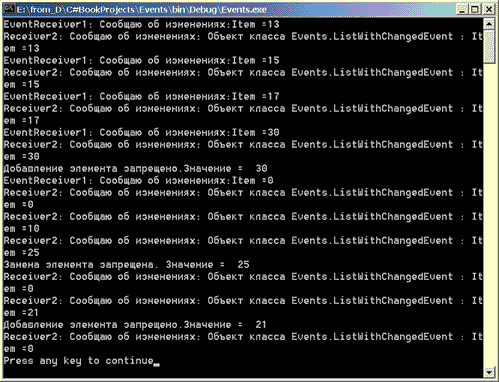 E:\from_D\C#BookProjects\Events\bin\Debug\Events.exe
EventReceiver1: Сообщаю об изменениях:Item =13
Receiver2: Сообщаю об изменениях: Объект класса Events.ListWithChangedEvent : It
em =13
EventReceiver1: Сообщаю об изменениях:Item =15
Receiver2: Сообщаю об изменениях: Объект класса Events.ListWithChangedEvent : It
em =15
EventReceiver1: Сообщаю об изменениях:Item =17
Receiver2: Сообщаю об изменениях: Объект класса Events.ListWithChangedEvent : It
em =17
EventReceiver1: Сообщаю об изменениях:Item =30
Receiver2: Сообщаю об изменениях: Объект класса Events.ListWithChangedEvent : It
em =30
Добавление элемента запрещено.Значение =  30
EventReceiver1: Сообщаю об изменениях:Item =0
Receiver2: Сообщаю об изменениях: Объект класса Events.ListWithChangedEvent : It
em =0
Receiver2: Сообщаю об изменениях: Объект класса Events.ListWithChangedEvent : It
em =10
Receiver2: Сообщаю об изменениях: Объект класса Events.ListWithChangedEvent : It
em =25
Замена элемента запрещена. Значение =  25
Receiver2: Сообщаю об изменениях: Объект класса Events.ListWithChangedEvent : It
em =0
Receiver2: Сообщаю об изменениях: Объект класса Events.ListWithChangedEvent : It
em =21
Добавление элемента запрещено.Значение =  21
Receiver2: Сообщаю об изменениях: Объект класса Events.ListWithChangedEvent : It
em =0
Press any key to continue_